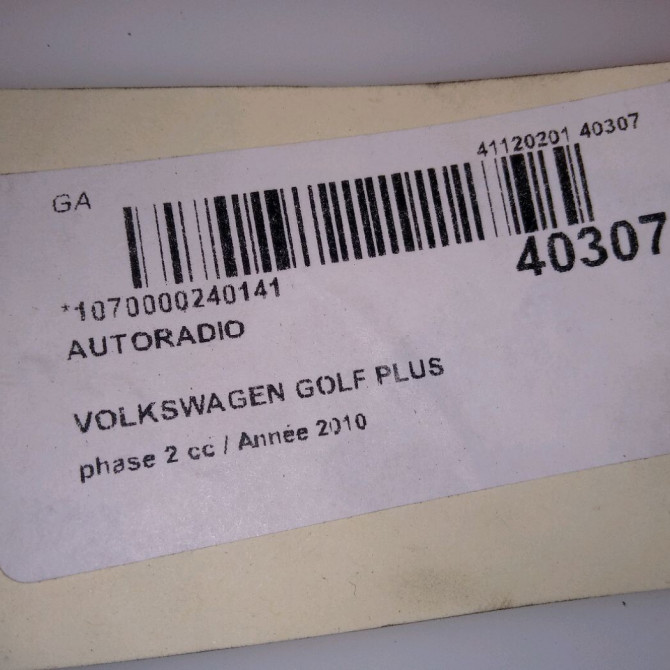 41120201 40307
GA
40307
*1070000240141
AUTORADIO
VOLKSWAGEN GOLF PLUS
phase 2 cc / Année 2010